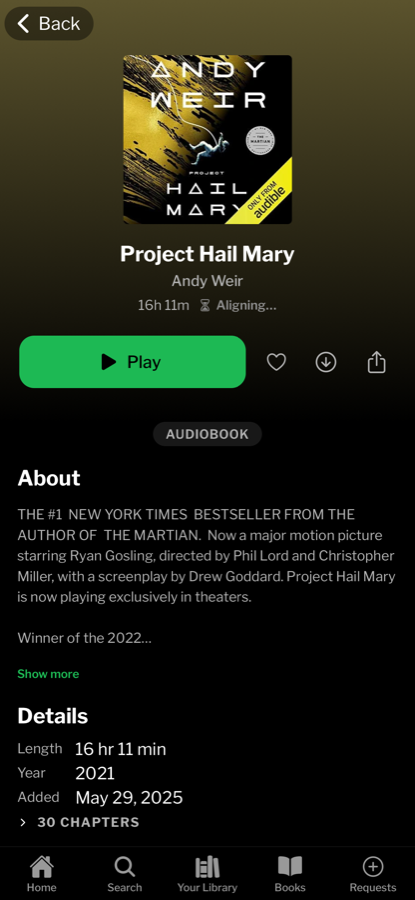 Back
ANDY
WEIR
THE MARTIAN
PROJECT
HAIL
MARY
ONLY FROM
audible
Project Hail Mary
Andy Weir
16h 11m Aligning...
Play
AUDIOBOOK
About
THE #1 NEW YORK TIMES BESTSELLER FROM THE
AUTHOR OF THE MARTIAN. Now a major motion picture
starring Ryan Gosling, directed by Phil Lord and Christopher
Miller, with a screenplay by Drew Goddard. Project Hail Mary
is now playing exclusively in theaters.
Winner of the 2022...
Show more
Details
Length 16 hr 11 min
Year 2021
Added May 29, 2025
30 CHAPTERS
Home Search Your Library Books Requests